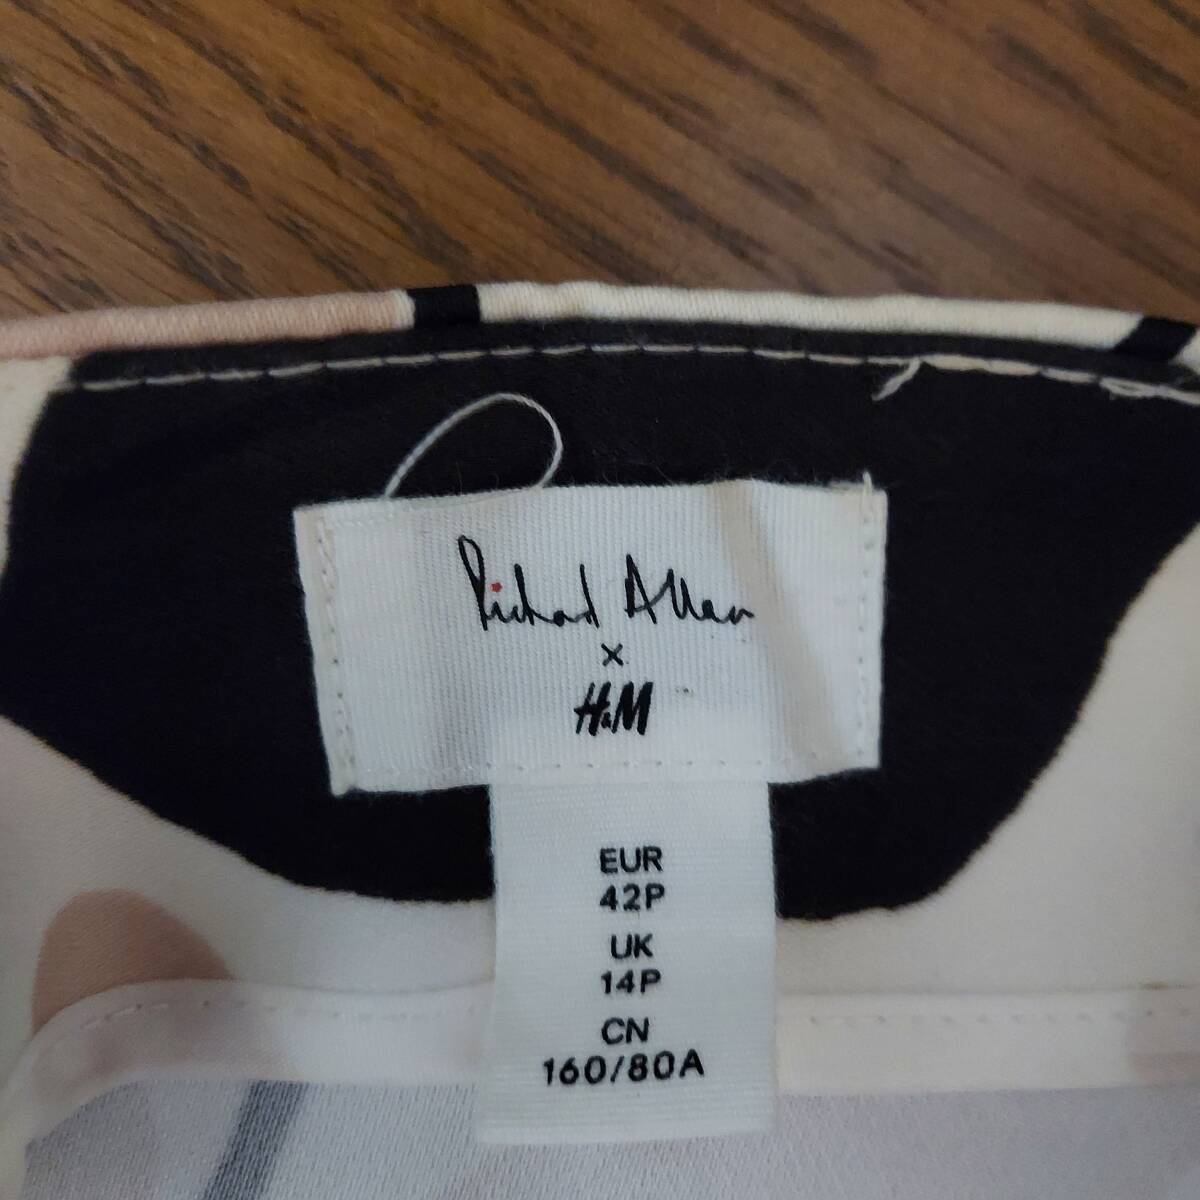 Richard Allan
×
H&M
EUR
42P
UK
14P
CN
160/80A